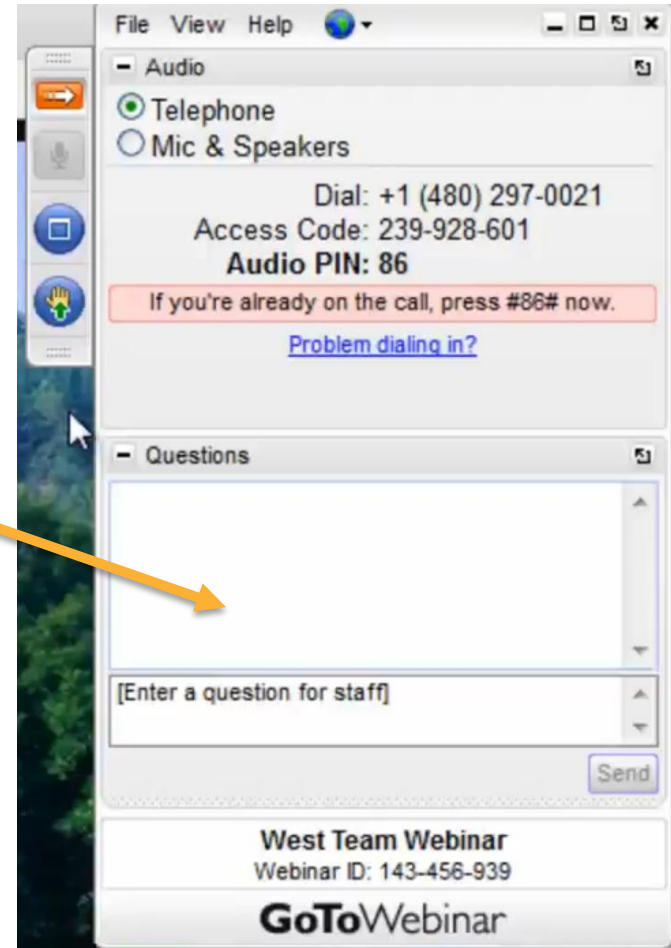 File View Help
Audio
Telephone
Mic & Speakers
Dial: +1 (480) 297-0021
Access Code: 239-928-601
Audio PIN: 86
If you're already on the call, press #86# now.
Problem dialing in?
Questions
[Enter a question for staff]
Send
West Team Webinar
Webinar ID: 143-456-939
GoToWebinar